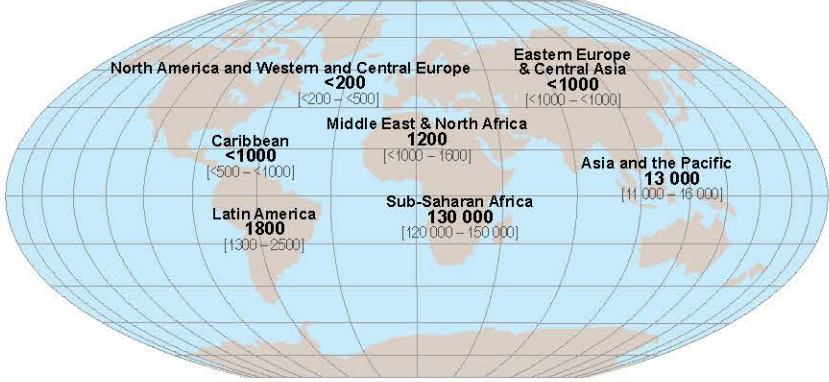 North America and Western and Central Europe
<200
[<200 – <500]
Eastern Europe
& Central Asia
<1000
[<1000 – <1000]
Middle East & North Africa
1200
[<1000 – 1600]
Caribbean
<1000
[<500 – <1000]
Asia and the Pacific
13 000
[11 000 – 16 000]
Sub-Saharan Africa
130 000
[120 000 – 150 000]
Latin America
1800
[1300 – 2500]